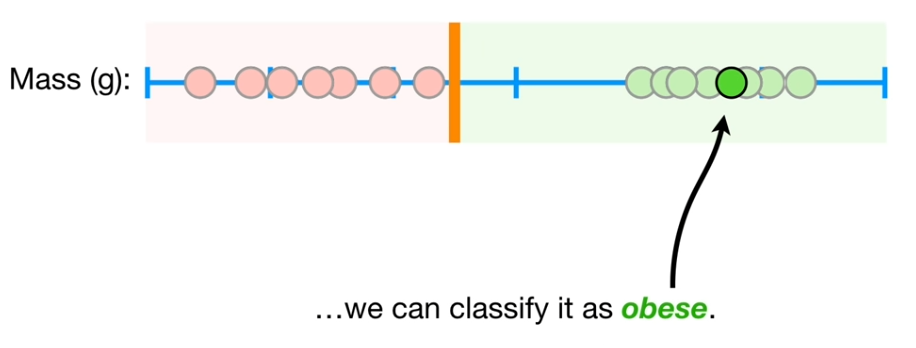 Mass (g):
…we can classify it as obese.